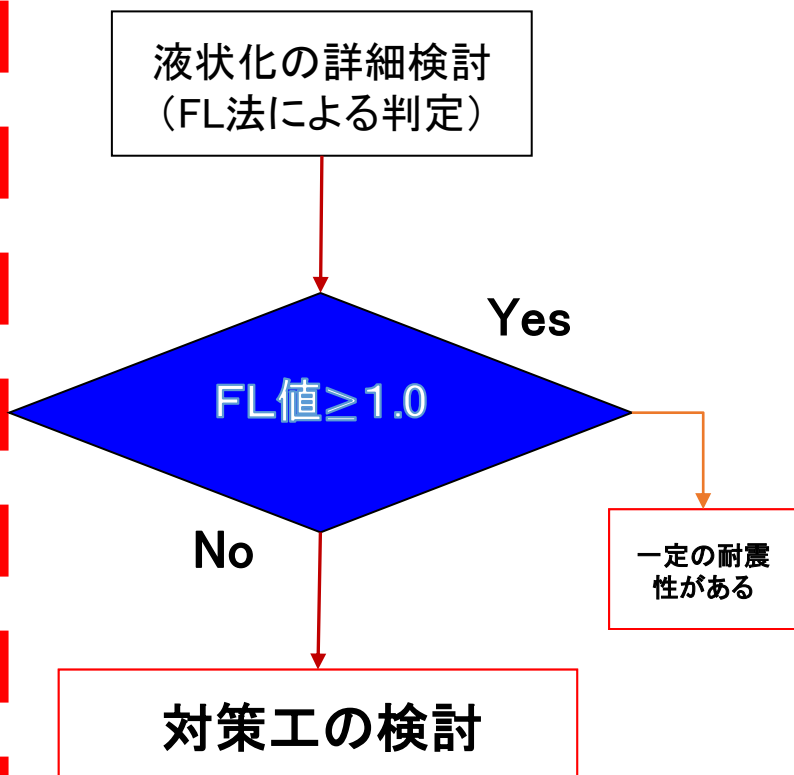 液状化の詳細検討
（FL法による判定）
Yes
FL値≥1.0
No
一定の耐震
性がある
対策工の検討